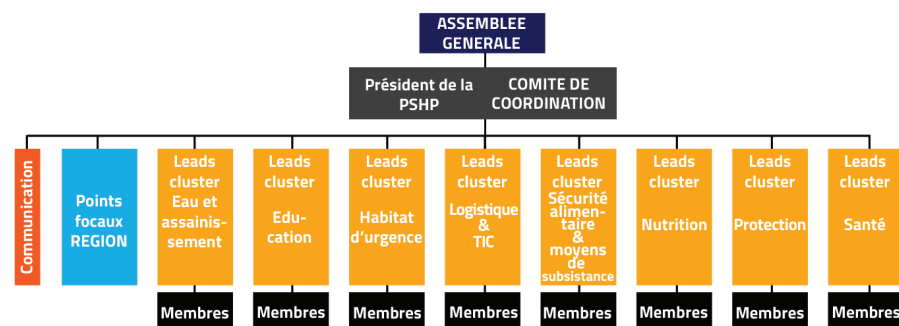 ASSEMBLEE
GENERALE
Président de la
PSHP
COMITE DE
COORDINATION
Communication
Points
focaux
REGION
Leads
cluster
Eau et
assainis-
sement
Leads
cluster
Edu-
cation
Leads
cluster
Habitat
d'urgence
Leads
cluster
Logistique
&
TIC
Leads
cluster
Sécurité
alimen-
taire
&
moyens
de
subsistance
Leads
cluster
Nutrition
Leads
cluster
Protection
Leads
cluster
Santé
Membres
Membres
Membres
Membres
Membres
Membres
Membres
Membres